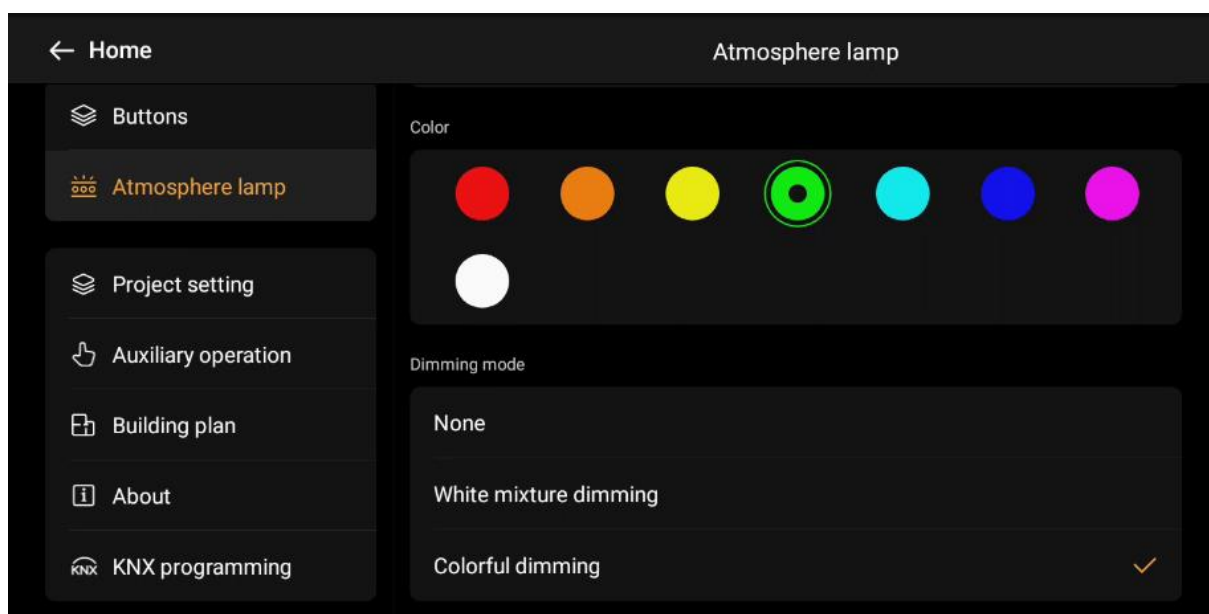 Home
Atmosphere lamp
Buttons
Atmosphere lamp
Project setting
Auxiliary operation
Building plan
About
KNX
KNX programming
Color
Dimming mode
None
White mixture dimming
Colorful dimming